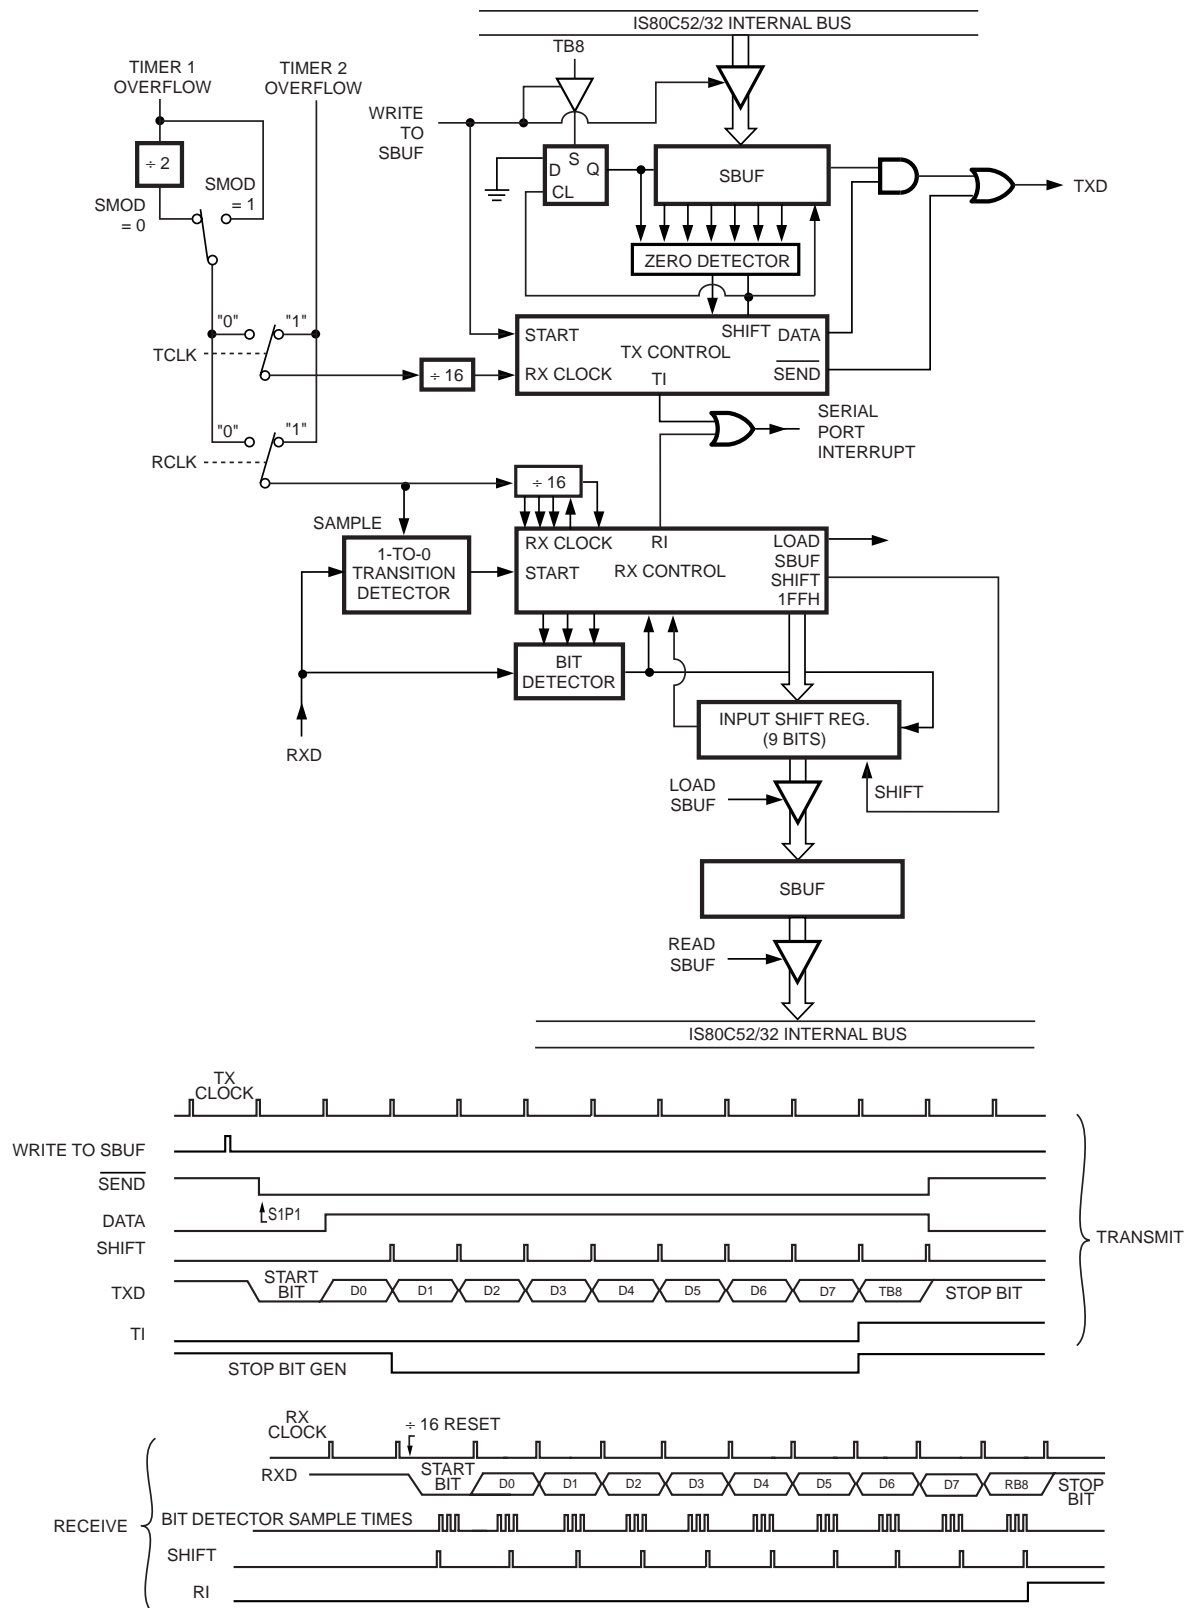 IS80C52/32 INTERNAL BUS
TB8
TIMER 1
OVERFLOW
TIMER 2
OVERFLOW
WRITE
TO
SBUF
÷ 2
SMOD
= 1
SMOD
= 0
S
D
Q
CL
SBUF
TXD
ZERO DETECTOR
"0"
"1"
TCLK
÷ 16
START
SHIFT
DATA
TX CONTROL
RX CLOCK
TI
SEND
SERIAL
PORT
INTERRUPT
"0"
"1"
RCLK
÷ 16
SAMPLE
1-TO-0
TRANSITION
DETECTOR
RX CLOCK
RI
LOAD
SBUF
START
RX CONTROL
SHIFT
1FFH
BIT
DETECTOR
RXD
INPUT SHIFT REG.
(9 BITS)
LOAD
SBUF
SHIFT
SBUF
READ
SBUF
IS80C52/32 INTERNAL BUS
TX
CLOCK
WRITE TO SBUF
SEND
S1P1
DATA
TRANSMIT
SHIFT
TXD
START
BIT
D0 D1 D2 D3 D4 D5 D6 D7 TB8 STOP BIT
TI
STOP BIT GEN
RX
CLOCK
÷ 16 RESET
RXD
START
BIT
D0 D1 D2 D3 D4 D5 D6 D7 RB8 STOP
BIT
RECEIVE
BIT DETECTOR SAMPLE TIMES
SHIFT
RI